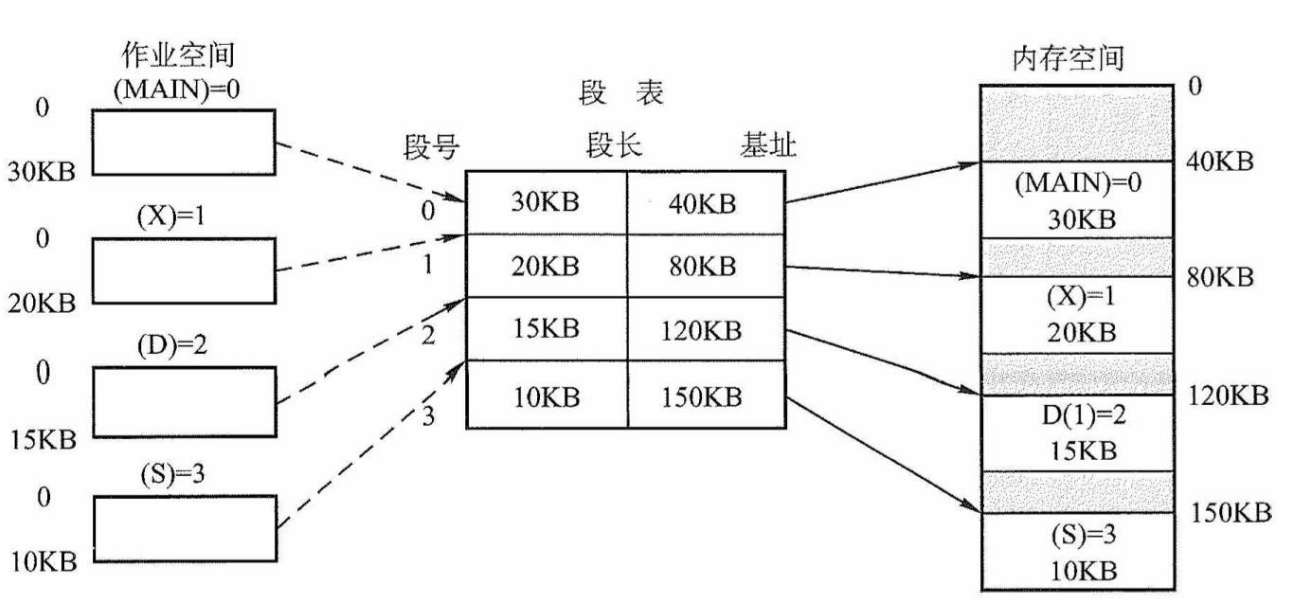 作业空间
(MAIN)=0
0
30KB
(X)=1
0
20KB
(D)=2
0
15KB
(S)=3
0
10KB
段 表
段号 段长 基址
0 30KB 40KB
1 20KB 80KB
2 15KB 120KB
3 10KB 150KB
内存空间
0
40KB
(MAIN)=0
30KB
80KB
(X)=1
20KB
120KB
D(1)=2
15KB
150KB
(S)=3
10KB